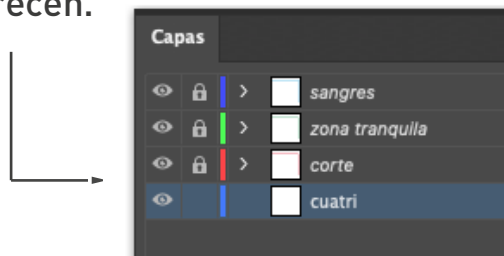 recen.
Capas
sangres
zona tranquila
corte
cuatri